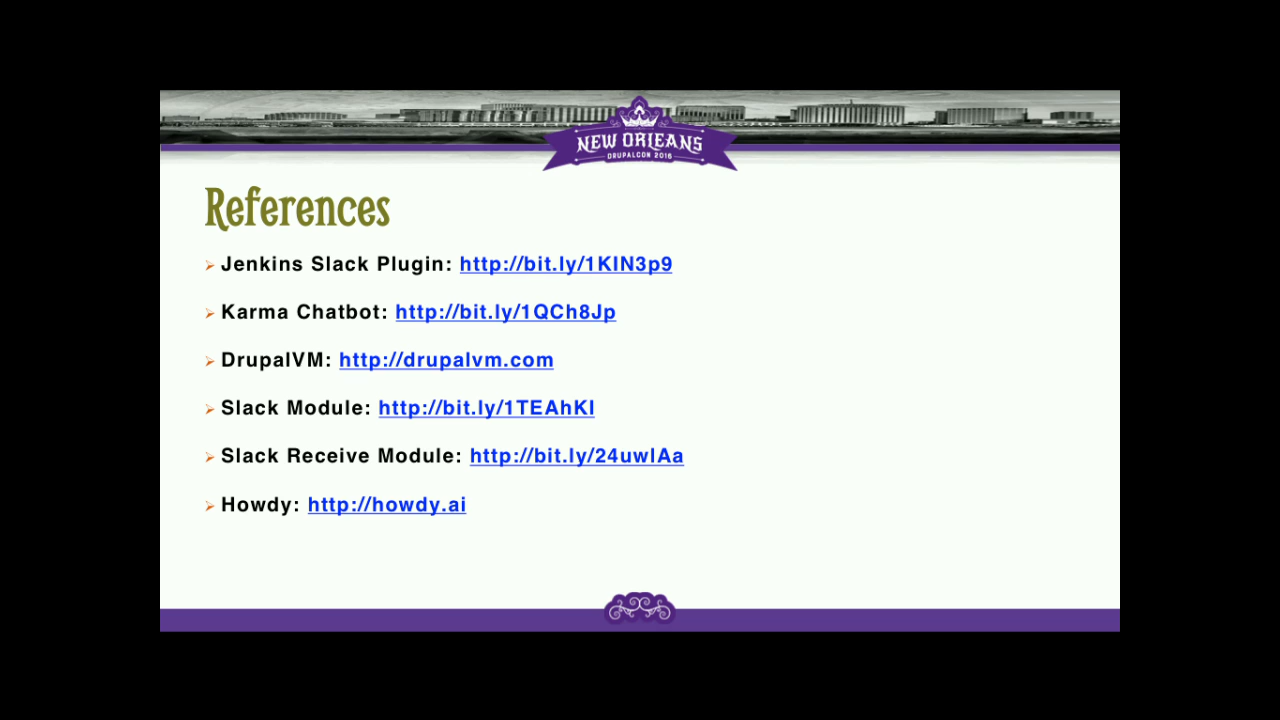 NEW ORLEANS
DRUPALCON 2016
References
Jenkins Slack Plugin: http://bit.ly/1KIN3p9
Karma Chatbot: http://bit.ly/1QCh8Jp
DrupalVM: http://drupalvm.com
Slack Module: http://bit.ly/1TEAhKI
Slack Receive Module: http://bit.ly/24uwIAa
Howdy: http://howdy.ai